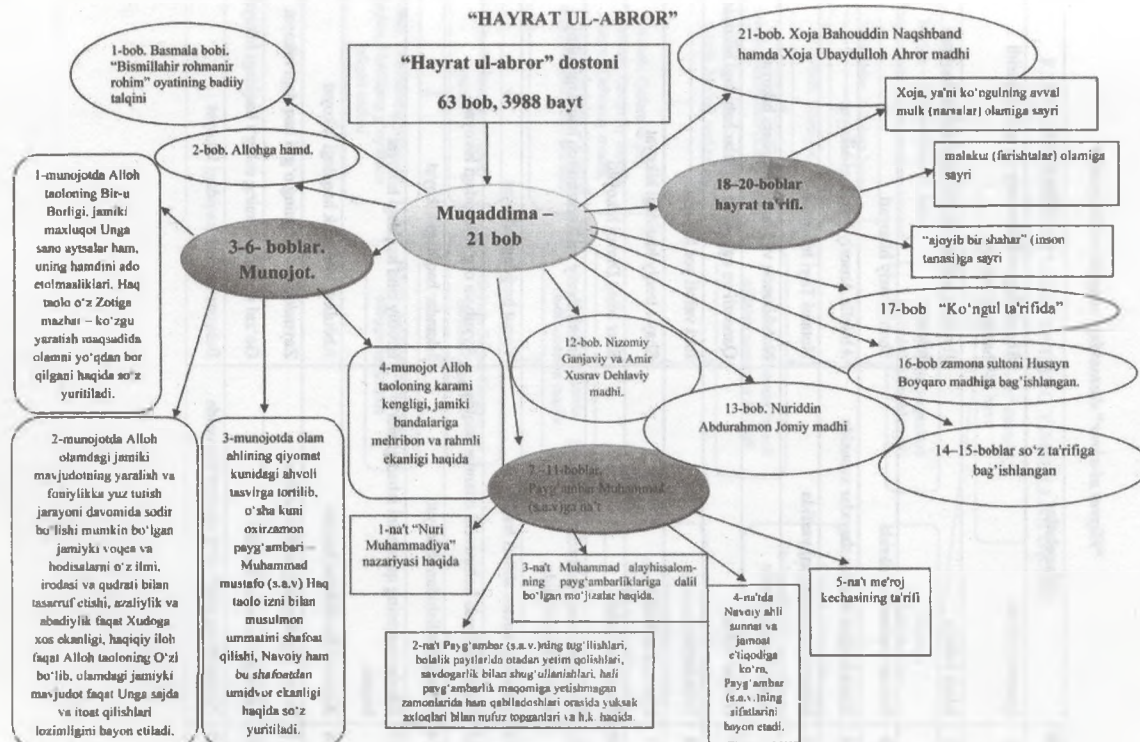 “HAYRAT UL-ABROR”
“Hayrat ul-abror” dostoni
63 bob, 3988 bayt
1-bob. Basmala bobi.
“Bismillahir rohmanir
rohim” oyatining badiiy
talqini
2-bob. Allohga hamd.
Muqaddima –
21 bob
21-bob. Xoja Bahouddin Naqshband
hamda Xoja Ubaydulloh Ahror madhi
18–20-boblar
hayrat ta'rifi.
Xoja, ya'ni ko‘ngulning avval
mulk (narsalar) olamiga sayri
malakut (farishtalar) olamiga
sayri
“ajoyib bir shahar” (inson
tanasi)ga sayri
17-bob “Ko‘ngul ta'rifida”
16-bob zamona sultoni Husayn
Boyqaro madhiga bag‘ishlangan.
14–15-boblar so‘z ta'rifiga
bag‘ishlangan
13-bob. Nuriddin
Abdurahmon Jomiy madhi
12-bob. Nizomiy
Ganjaviy va Amir
Xusrav Dehlaviy
madhi.
3-6- boblar.
Munojot.
1-munojotda Alloh
taoloning Bir-u
Borligi, jamiki
maxluqot Unga
sano aytsalar ham,
uning hamdini ado
etolmasliklari, Haq
taolo o‘z Zotiga
mazhar – ko‘zgu
yaratish maqsadida
olamni yo‘qdan bor
qilgani haqida so‘z
yuritiladi.
2-munojotda Alloh
olamdagi jamiki
mavjudotning yaralish va
foniylikka yuz tutish
jarayoni davomida sodir
bo‘lishi mumkin bo‘lgan
jamiyki voqea va
hodisalarni o‘z ilmi,
irodasi va qudrati bilan
tasarruf etishi, azaliylik va
abadiylik faqat Xudoga
xos ekanligi, haqiqiy iloh
faqat Alloh taoloning O‘zi
bo‘lib, olamdagi jamiyki
mavjudot faqat Unga sajda
va itoat qilishlari
lozimligini bayon etiladi.
3-munojotda olam
ahlining qiyomat
kunidagi ahvoli
tasvirga tortilib,
o‘sha kuni
oxirzamon
payg‘ambari –
Muhammad
mustafo (s.a.v) Haq
taolo izni bilan
musulmon
ummatini shafoat
qilishi, Navoiy ham
bu shafoatdan
umidvor ekanligi
haqida so‘z
yuritiladi.
4-munojot Alloh
taoloning karami
kengligi, jamiki
bandalariga
mehribon va rahmli
ekanligi haqida
7–11-boblar.
Payg‘ambar Muhammad
(s.a.v)ga na't
1-na't “Nuri
Muhammadiya”
nazariyasi haqida
2-na't Payg‘ambar (s.a.v.)ning tug‘ilishlari,
bolalik paytlarida otadan yetim qolishlari,
savdogarlik bilan shug‘ullanishlari, hali
payg‘ambarlik maqomiga yetishmagan
zamonlarida ham qabiladoshlari orasida yuksak
axloqlari bilan nufuz topganlari va h.k. haqida.
3-na't Muhammad alayhissalom-
ning payg‘ambarliklariga dalil
bo‘lgan mo‘jizalar haqida.
4-na'tda
Navoiy ahli
sunnat va
jamoat
e'tiqodiga
ko‘ra,
Payg‘ambar
(s.a.v.)ning
sifatlarini
bayon etadi.
5-na't me'roj
kechasining ta'rifi